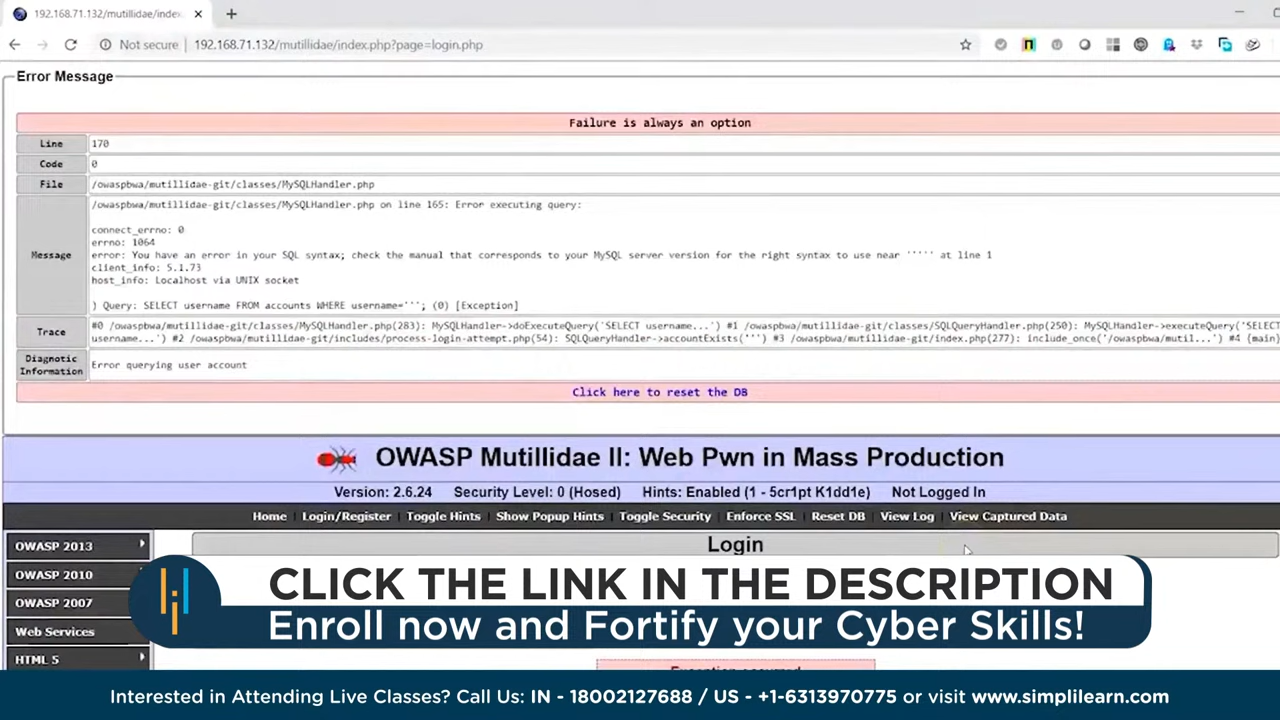 192.168.71.132/mutillidae/index
Not secure | 192.168.71.132/mutillidae/index.php?page=login.php
Error Message
Failure is always an option
Line 170
Code 0
File /owaspbwa/mutillidae-git/classes/MySQLHandler.php
/owaspbwa/mutillidae-git/classes/MySQLHandler.php on line 165: Error executing query:
connect_errno: 0
errno: 1064
Message error: You have an error in your SQL syntax; check the manual that corresponds to your MySQL server version for the right syntax to use near ''''' at line 1
client_info: 5.1.73
host_info: Localhost via UNIX socket
) Query: SELECT username FROM accounts WHERE username='''; (0) [Exception]
Trace #0 /owaspbwa/mutillidae-git/classes/MySQLHandler.php(283): MySQLHandler->doExecuteQuery('SELECT username...') #1 /owaspbwa/mutillidae-git/classes/SQLQueryHandler.php(250): MySQLHandler->executeQuery('SELECT
username...') #2 /owaspbwa/mutillidae-git/includes/process-login-attempt.php(54): SQLQueryHandler->accountExists(''') #3 /owaspbwa/mutillidae-git/index.php(277): include_once('/owaspbwa/mutil...') #4 {main}
Diagnostic Information Error querying user account
Click here to reset the DB
OWASP Mutillidae II: Web Pwn in Mass Production
Version: 2.6.24 Security Level: 0 (Hosed) Hints: Enabled (1 - 5cr1pt K1dd1e) Not Logged In
Home | Login/Register | Toggle Hints | Show Popup Hints | Toggle Security | Enforce SSL | Reset DB | View Log | View Captured Data
OWASP 2013
Login
OWASP 2010
OWASP 2007
Web Services
HTML 5
CLICK THE LINK IN THE DESCRIPTION
Enroll now and Fortify your Cyber Skills!
Exception occurred
Interested in Attending Live Classes? Call Us: IN - 18002127688 / US - +1-6313970775 or visit www.simplilearn.com